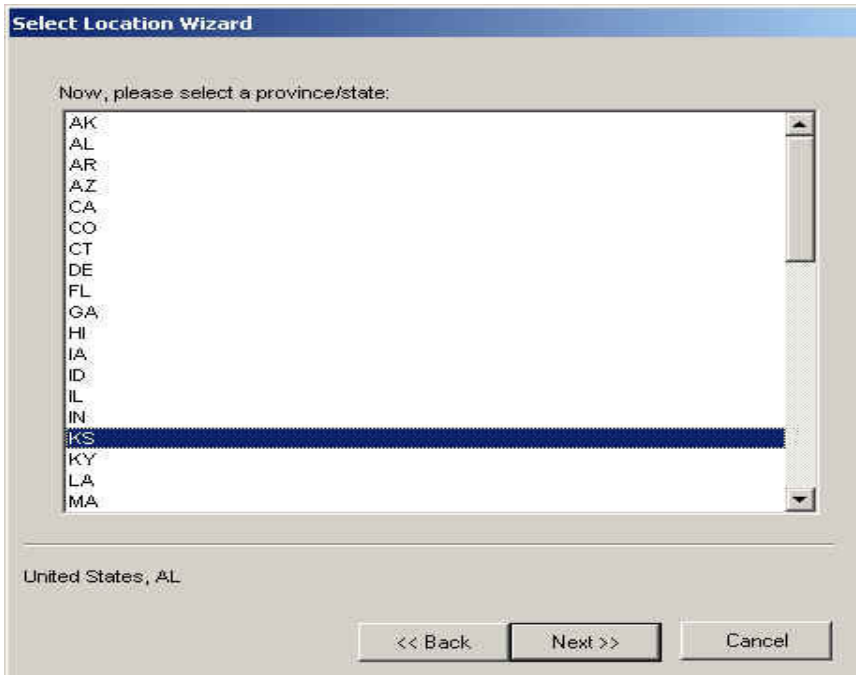 Select Location Wizard
Now, please select a province/state:
AK
AL
AR
AZ
CA
CO
CT
DE
FL
GA
HI
IA
ID
IL
IN
KS
KY
LA
MA
United States, AL
<< Back
Next >>
Cancel